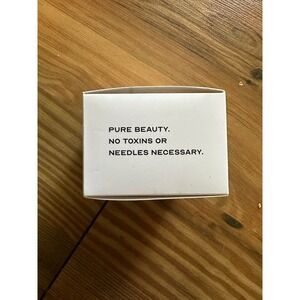 PURE BEAUTY.
NO TOXINS OR
NEEDLES NECESSARY.